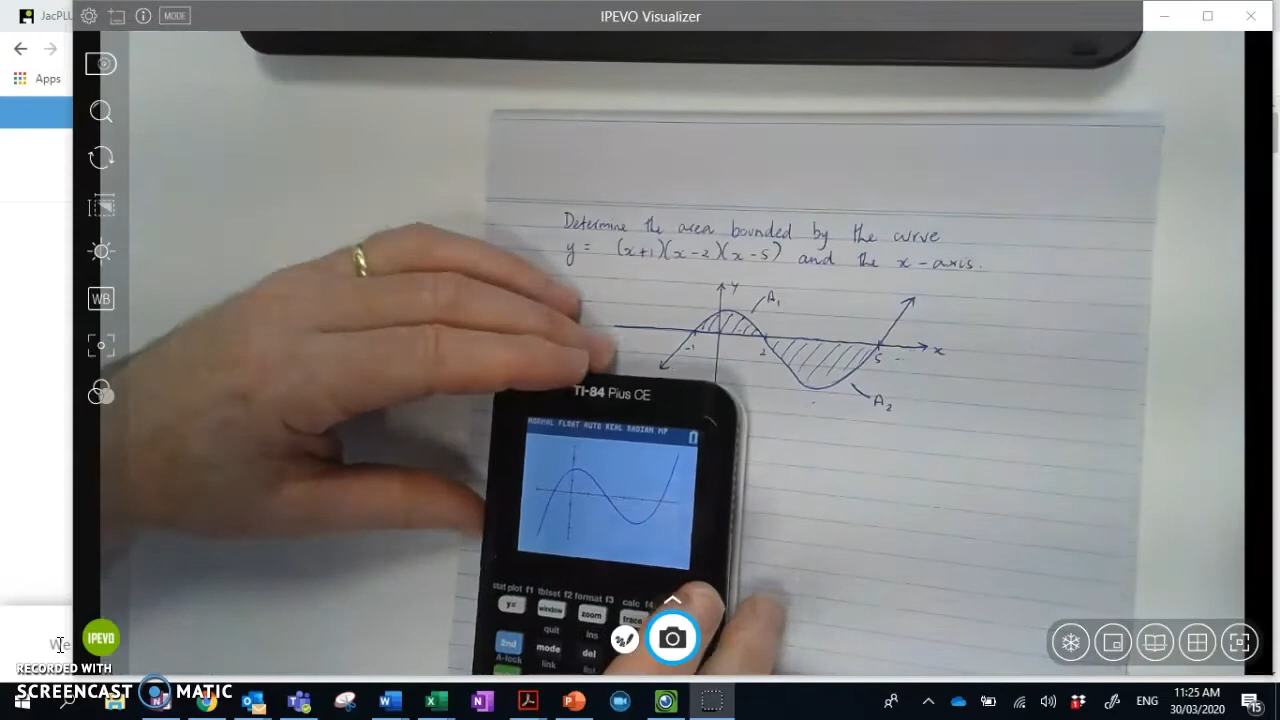 JacPLU
MODE
IPEVO Visualizer
Apps
WB
Determine the area bounded by the curve
y = (x+1)(x-2)(x-5) and the x-axis.
y
A₁
-1
2
5
x
A₂
TI-84 Plus CE
NORMAL FLOAT AUTO REAL RADIAN MP
stat plot f1 tblset f2 format f3 calc f4
y= window zoom trace
quit ins
2nd mode del
A-lock link
We
IPEVO
RECORDED WITH
SCREENCAST MATIC
ENG
11:25 AM
30/03/2020
15